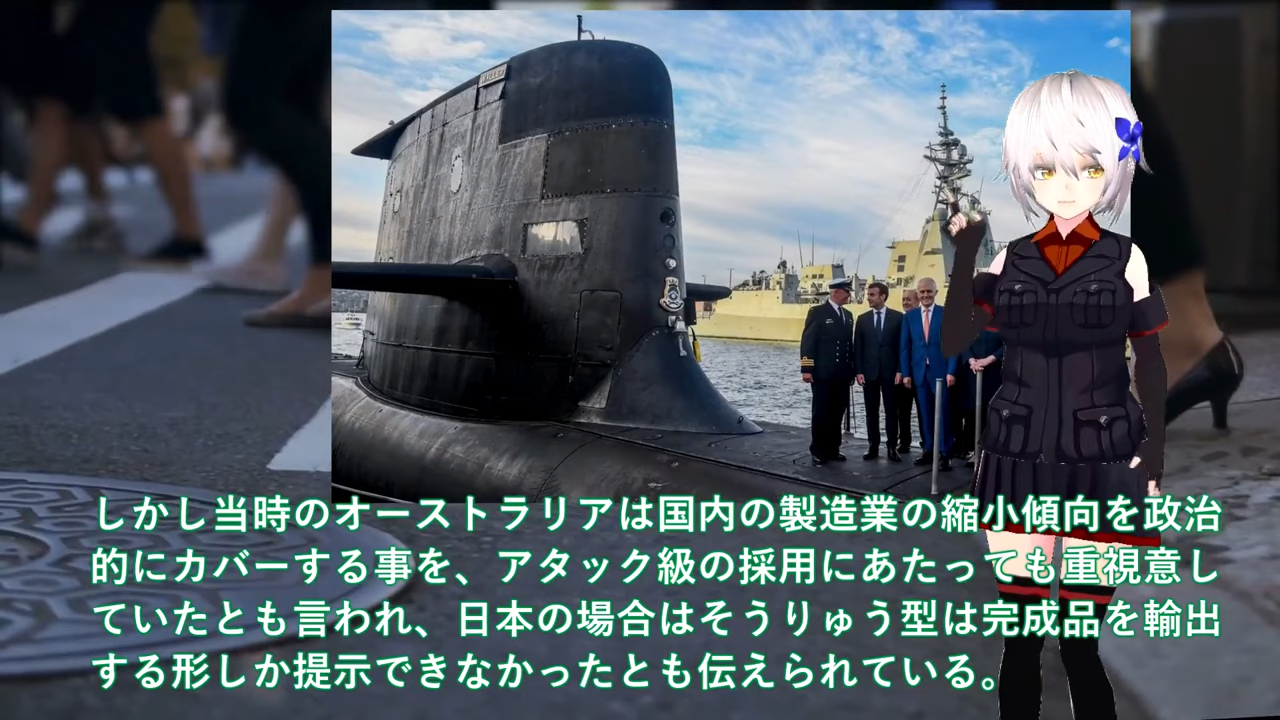 しかし当時のオーストラリアは国内の製造業の縮小傾向を政治
的にカバーする事を、アタック級の採用にあたっても重視意し
ていたとも言われ、日本の場合はそうりゅう型は完成品を輸出
する形しか提示できなかったとも伝えられている。